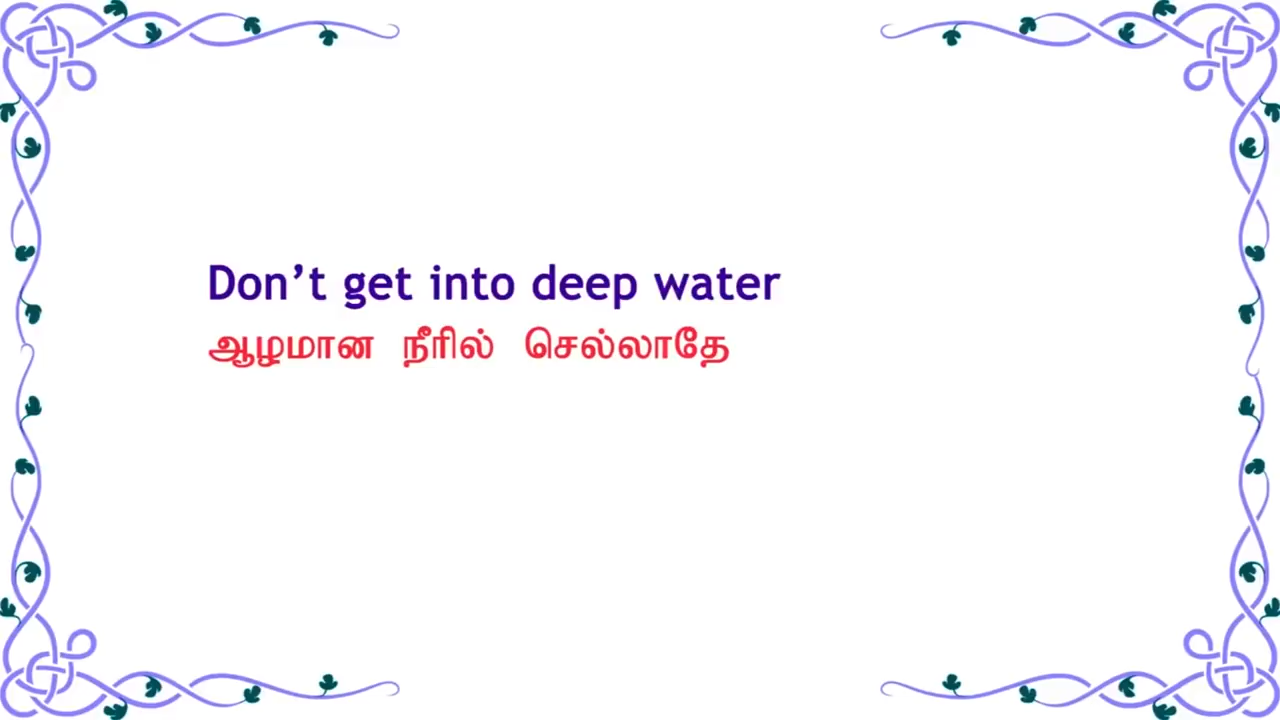 Don’t get into deep water
ஆழமான நீரில் செல்லாதே